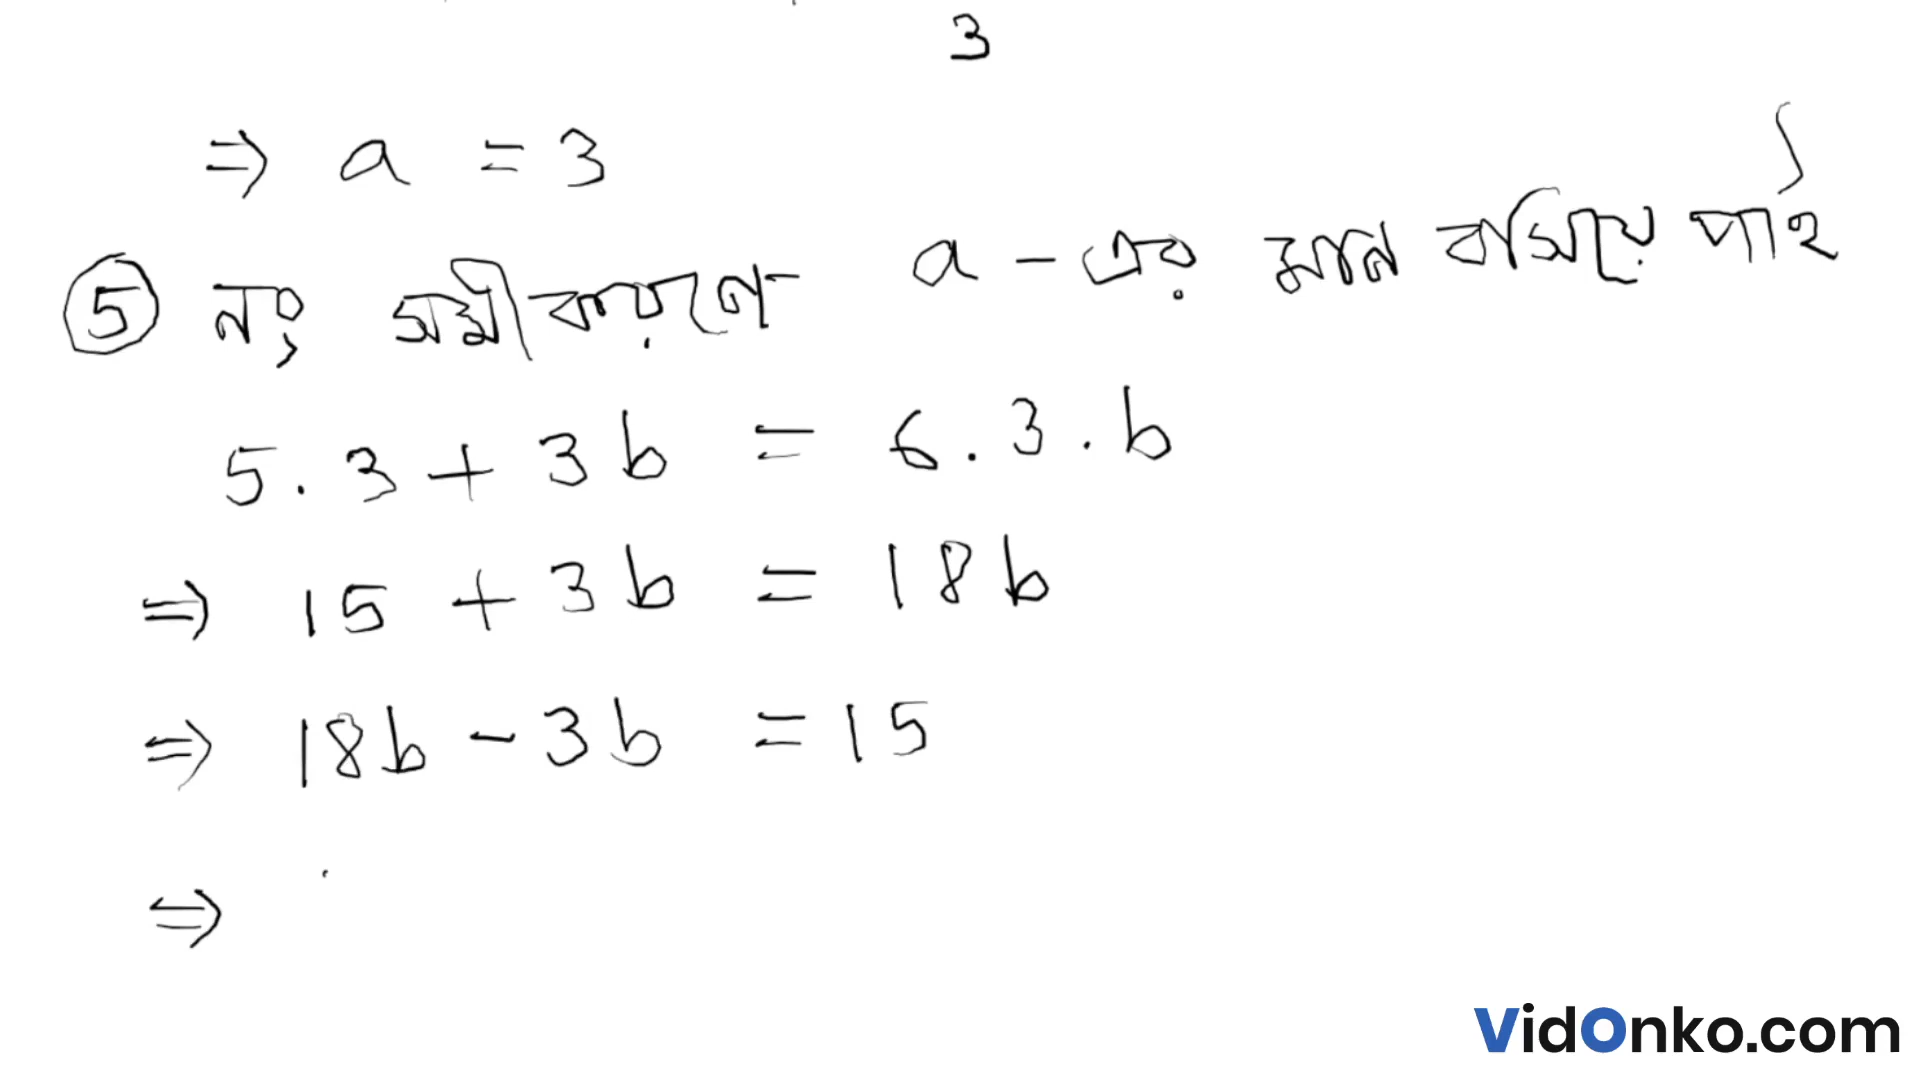 3
⇒ a = 3
⑤ নং সমীকরণে a - এর মান বসিয়ে পাই
5. 3 + 3b = 6 . 3 . b
⇒ 15 + 3b = 18b
⇒ 18b - 3b = 15
⇒
VidOnko.com